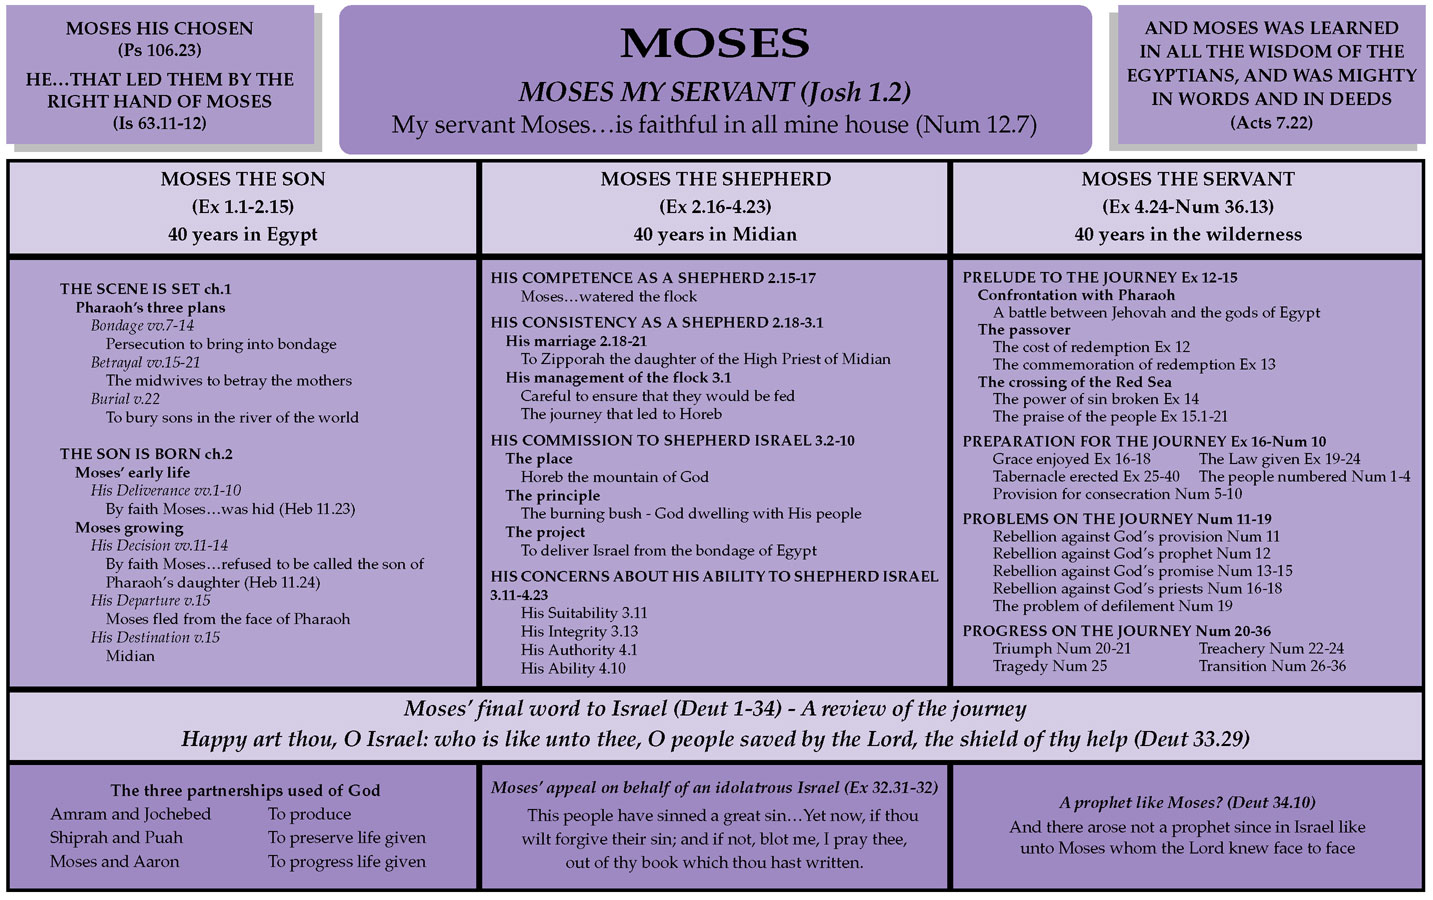 MOSES HIS CHOSEN
(Ps 106.23)
HE...THAT LED THEM BY THE
RIGHT HAND OF MOSES
(Is 63.11-12)
MOSES
MOSES MY SERVANT (Josh 1.2)
My servant Moses...is faithful in all mine house (Num 12.7)
AND MOSES WAS LEARNED
IN ALL THE WISDOM OF THE
EGYPTIANS, AND WAS MIGHTY
IN WORDS AND IN DEEDS
(Acts 7.22)
MOSES THE SON
(Ex 1.1-2.15)
40 years in Egypt
MOSES THE SHEPHERD
(Ex 2.16-4.23)
40 years in Midian
MOSES THE SERVANT
(Ex 4.24-Num 36.13)
40 years in the wilderness
THE SCENE IS SET ch.1
Pharaoh's three plans
Bondage vv.7-14
Persecution to bring into bondage
Betrayal vv.15-21
The midwives to betray the mothers
Burial v.22
To bury sons in the river of the world
THE SON IS BORN ch.2
Moses' early life
His Deliverance vv.1-10
By faith Moses...was hid (Heb 11.23)
Moses growing
His Decision vv.11-14
By faith Moses...refused to be called the son of
Pharaoh's daughter (Heb 11.24)
His Departure v.15
Moses fled from the face of Pharaoh
His Destination v.15
Midian
HIS COMPETENCE AS A SHEPHERD 2.15-17
Moses...watered the flock
HIS CONSISTENCY AS A SHEPHERD 2.18-3.1
His marriage 2.18-21
To Zipporah the daughter of the High Priest of Midian
His management of the flock 3.1
Careful to ensure that they would be fed
The journey that led to Horeb
HIS COMMISSION TO SHEPHERD ISRAEL 3.2-10
The place
Horeb the mountain of God
The principle
The burning bush - God dwelling with His people
The project
To deliver Israel from the bondage of Egypt
HIS CONCERNS ABOUT HIS ABILITY TO SHEPHERD ISRAEL
3.11-4.23
His Suitability 3.11
His Integrity 3.13
His Authority 4.1
His Ability 4.10
PRELUDE TO THE JOURNEY Ex 12-15
Confrontation with Pharaoh
A battle between Jehovah and the gods of Egypt
The passover
The cost of redemption Ex 12
The commemoration of redemption Ex 13
The crossing of the Red Sea
The power of sin broken Ex 14
The praise of the people Ex 15.1-21
PREPARATION FOR THE JOURNEY Ex 16-Num 10
Grace enjoyed Ex 16-18 The Law given Ex 19-24
Tabernacle erected Ex 25-40 The people numbered Num 1-4
Provision for consecration Num 5-10
PROBLEMS ON THE JOURNEY Num 11-19
Rebellion against God's provision Num 11
Rebellion against God's prophet Num 12
Rebellion against God's promise Num 13-15
Rebellion against God's priests Num 16-18
The problem of defilement Num 19
PROGRESS ON THE JOURNEY Num 20-36
Triumph Num 20-21 Treachery Num 22-24
Tragedy Num 25 Transition Num 26-36
Moses' final word to Israel (Deut 1-34) - A review of the journey
Happy art thou, O Israel: who is like unto thee, O people saved by the Lord, the shield of thy help (Deut 33.29)
The three partnerships used of God
Amram and Jochebed To produce
Shiprah and Puah To preserve life given
Moses and Aaron To progress life given
Moses' appeal on behalf of an idolatrous Israel (Ex 32.31-32)
This people have sinned a great sin...Yet now, if thou
wilt forgive their sin; and if not, blot me, I pray thee,
out of thy book which thou hast written.
A prophet like Moses? (Deut 34.10)
And there arose not a prophet since in Israel like
unto Moses whom the Lord knew face to face